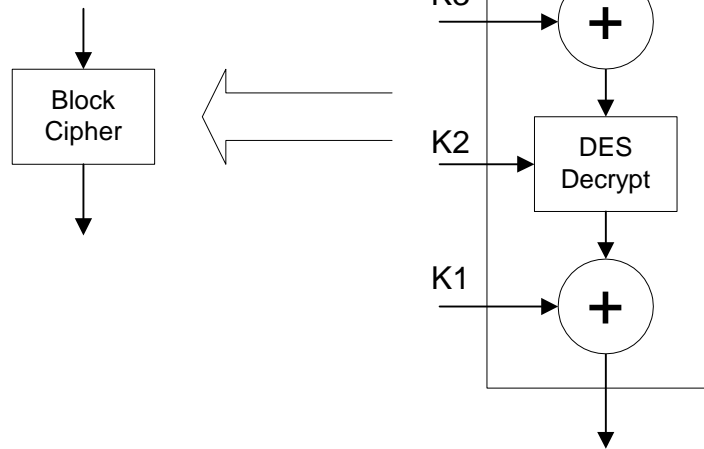 Block
Cipher
K2
DES
Decrypt
K1
+
+